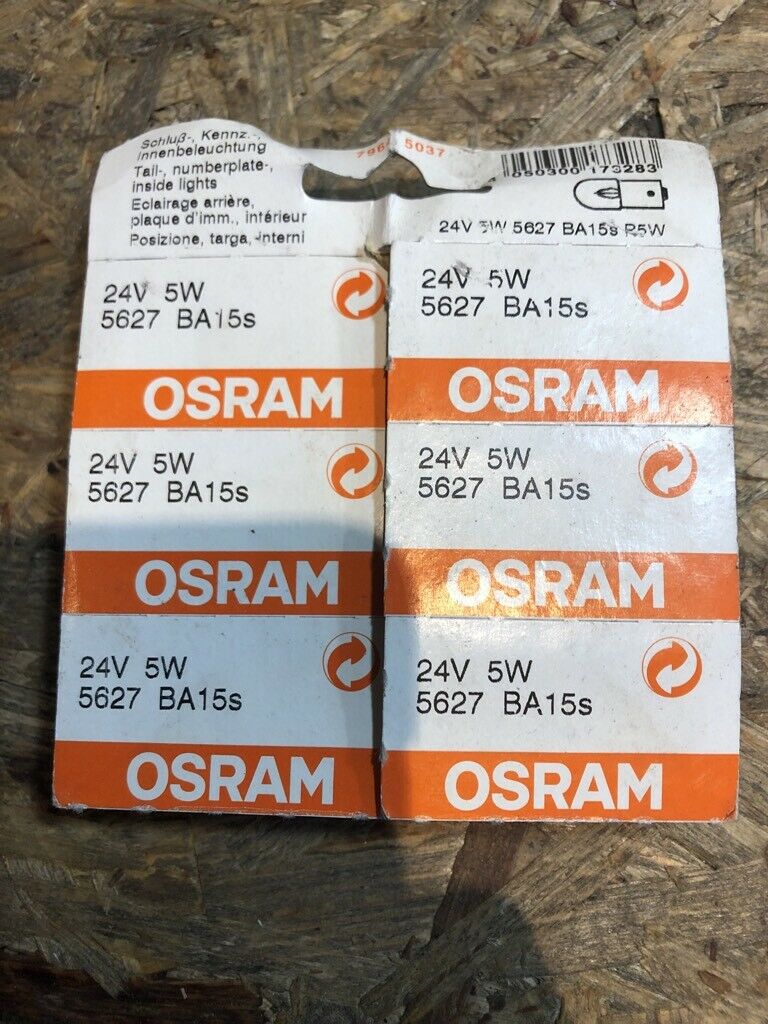 Schluß-, Kennz.-,
Innenbeleuchtung
Tail-, numberplate-,
inside lights
Eclairage arrière,
plaque d'imm., intérieur
Posizione, targa, interni
5037
050300 173283
24V 5W 5627 BA15s R5W
24V 5W
5627 BA15s
OSRAM
24V 5W
5627 BA15s
OSRAM
24V 5W
5627 BA15s
OSRAM
24V 5W
5627 BA15s
OSRAM
24V 5W
5627 BA15s
OSRAM
24V 5W
5627 BA15s
OSRAM